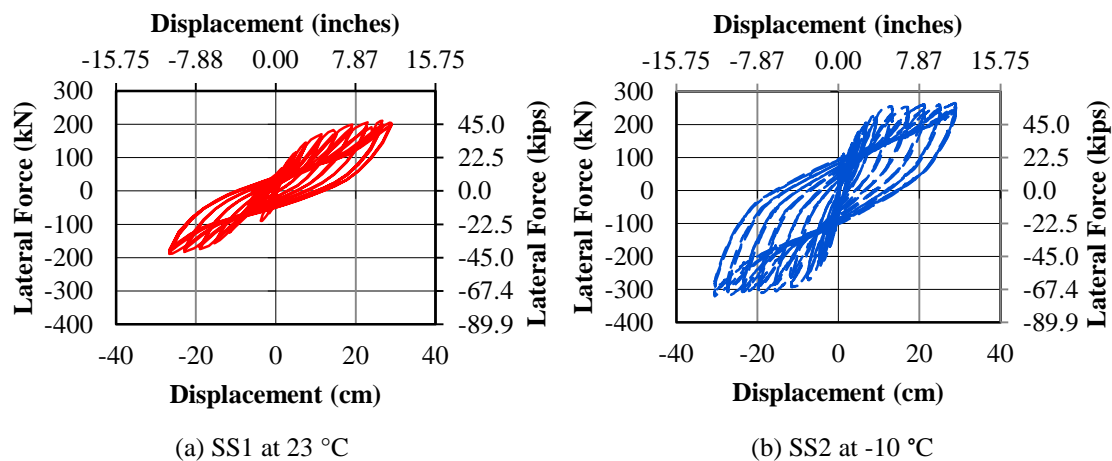 Displacement (inches)
-15.75 -7.88 0.00 7.87 15.75
300
200
100
0
-100
-200
-300
-400
Lateral Force (kN)
45.0
22.5
0.0
-22.5
-45.0
-67.4
-89.9
Lateral Force (kips)
-40 -20 0 20 40
Displacement (cm)
(a) SS1 at 23 °C
Displacement (inches)
-15.75 -7.87 0.00 7.87 15.75
300
200
100
0
-100
-200
-300
-400
Lateral Force (kN)
45.0
22.5
0.0
-22.5
-45.0
-67.4
-89.9
Lateral Force (kips)
-40 -20 0 20 40
Displacement (cm)
(b) SS2 at -10 °C